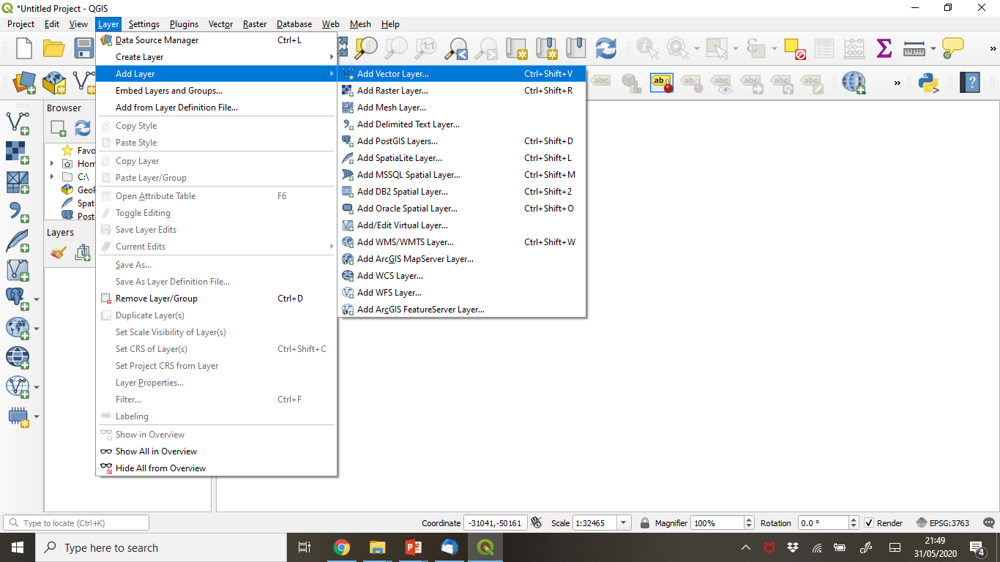 *Untitled Project - QGIS
Project Edit View Layer Settings Plugins Vector Raster Database Web Mesh Help
Data Source Manager Ctrl+L
Create Layer
Add Layer
Embed Layers and Groups...
Add from Layer Definition File...
Copy Style
Paste Style
Copy Layer
Paste Layer/Group
Open Attribute Table F6
Toggle Editing
Save Layer Edits
Current Edits
Save As...
Save As Layer Definition File...
Remove Layer/Group Ctrl+D
Duplicate Layer(s)
Set Scale Visibility of Layer(s)
Set CRS of Layer(s) Ctrl+Shift+C
Set Project CRS from Layer
Layer Properties...
Filter... Ctrl+F
Labeling
Show in Overview
Show All in Overview
Hide All from Overview
Add Vector Layer... Ctrl+Shift+V
Add Raster Layer... Ctrl+Shift+R
Add Mesh Layer...
Add Delimited Text Layer...
Add PostGIS Layers... Ctrl+Shift+D
Add SpatiaLite Layer... Ctrl+Shift+L
Add MSSQL Spatial Layer... Ctrl+Shift+M
DB2 Add DB2 Spatial Layer... Ctrl+Shift+2
Add Oracle Spatial Layer... Ctrl+Shift+O
Add/Edit Virtual Layer...
Add WMS/WMTS Layer... Ctrl+Shift+W
Add ArcGIS MapServer Layer...
Add WCS Layer...
Add WFS Layer...
Add ArcGIS FeatureServer Layer...
1:1
abc ab abc abc abc abc abc
Browser
Favo
Hom
C:\
GeoP
Spat
Post
Layers
Type to locate (Ctrl+K)
Coordinate -31041,-50161 Scale 1:32465 Magnifier 100% Rotation 0.0 ° Render EPSG:3763
Type here to search
21:49
31/05/2020
4